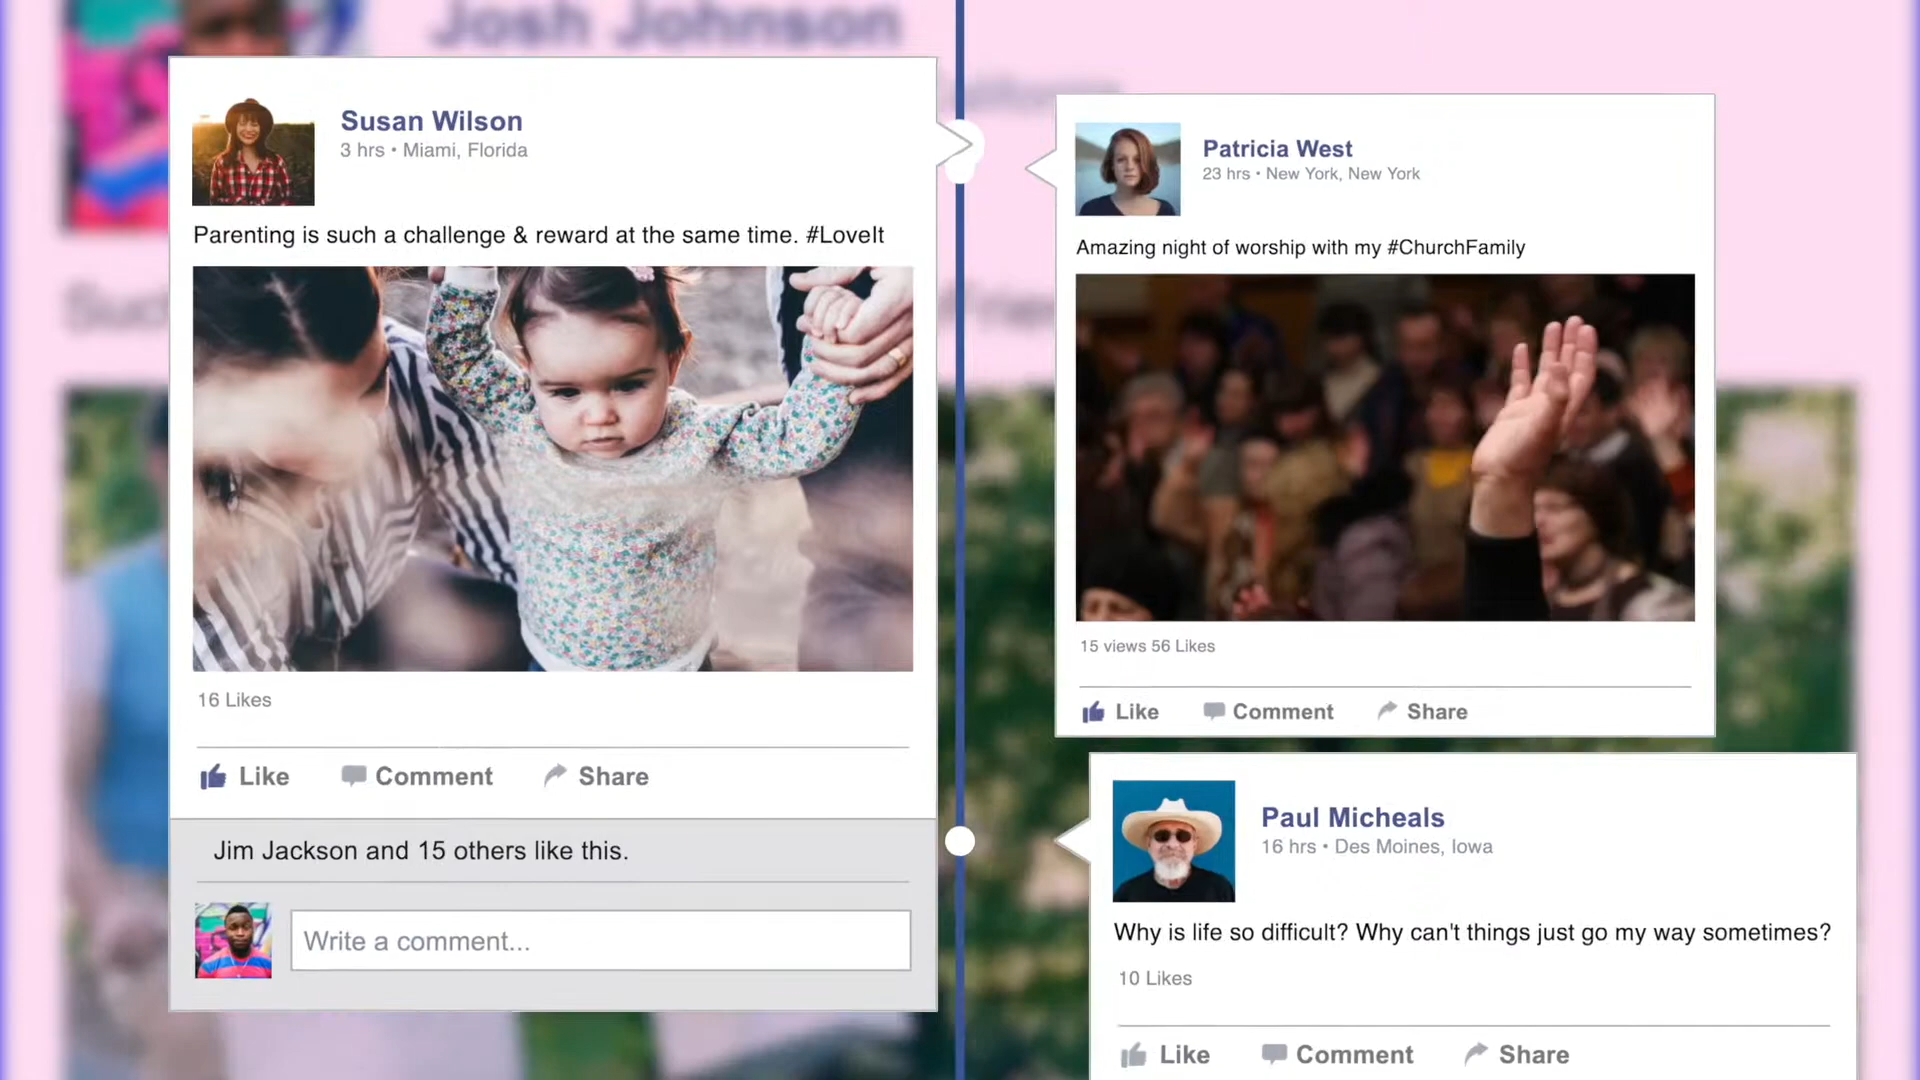 Josh Johnson
Susan Wilson
3 hrs • Miami, Florida
Parenting is such a challenge & reward at the same time. #LoveIt
16 Likes
Like Comment Share
Jim Jackson and 15 others like this.
Write a comment...
Patricia West
23 hrs • New York, New York
Amazing night of worship with my #ChurchFamily
15 views 56 Likes
Like Comment Share
Paul Micheals
16 hrs • Des Moines, Iowa
Why is life so difficult? Why can't things just go my way sometimes?
10 Likes
Like Comment Share